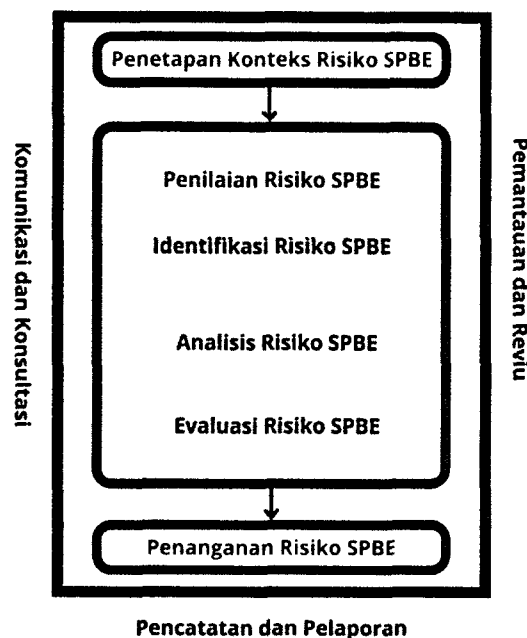 Penetapan Konteks Risiko SPBE
Komunikasi dan Konsultasi
Penilaian Risiko SPBE
Identifikasi Risiko SPBE
Analisis Risiko SPBE
Evaluasi Risiko SPBE
Pemantauan dan Reviu
Penanganan Risiko SPBE
Pencatatan dan Pelaporan